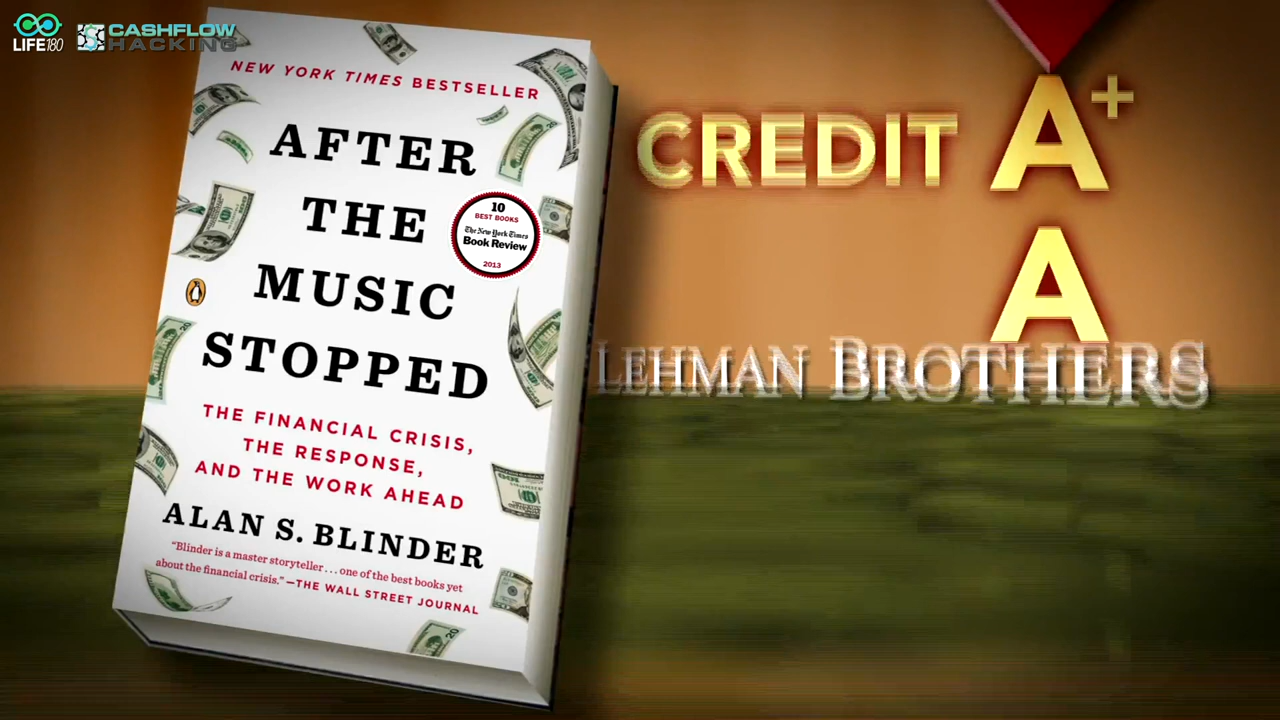 LIFE180
CASHFLOW
HACKING
NEW YORK TIMES BESTSELLER
AFTER
THE
MUSIC
STOPPED
10
BEST BOOKS
The New York Times
Book Review
2013
THE FINANCIAL CRISIS,
THE RESPONSE,
AND THE WORK AHEAD
ALAN S. BLINDER
“Blinder is a master storyteller . . . one of the best books yet
about the financial crisis.” —THE WALL STREET JOURNAL
CREDIT A+
A
LEHMAN BROTHERS